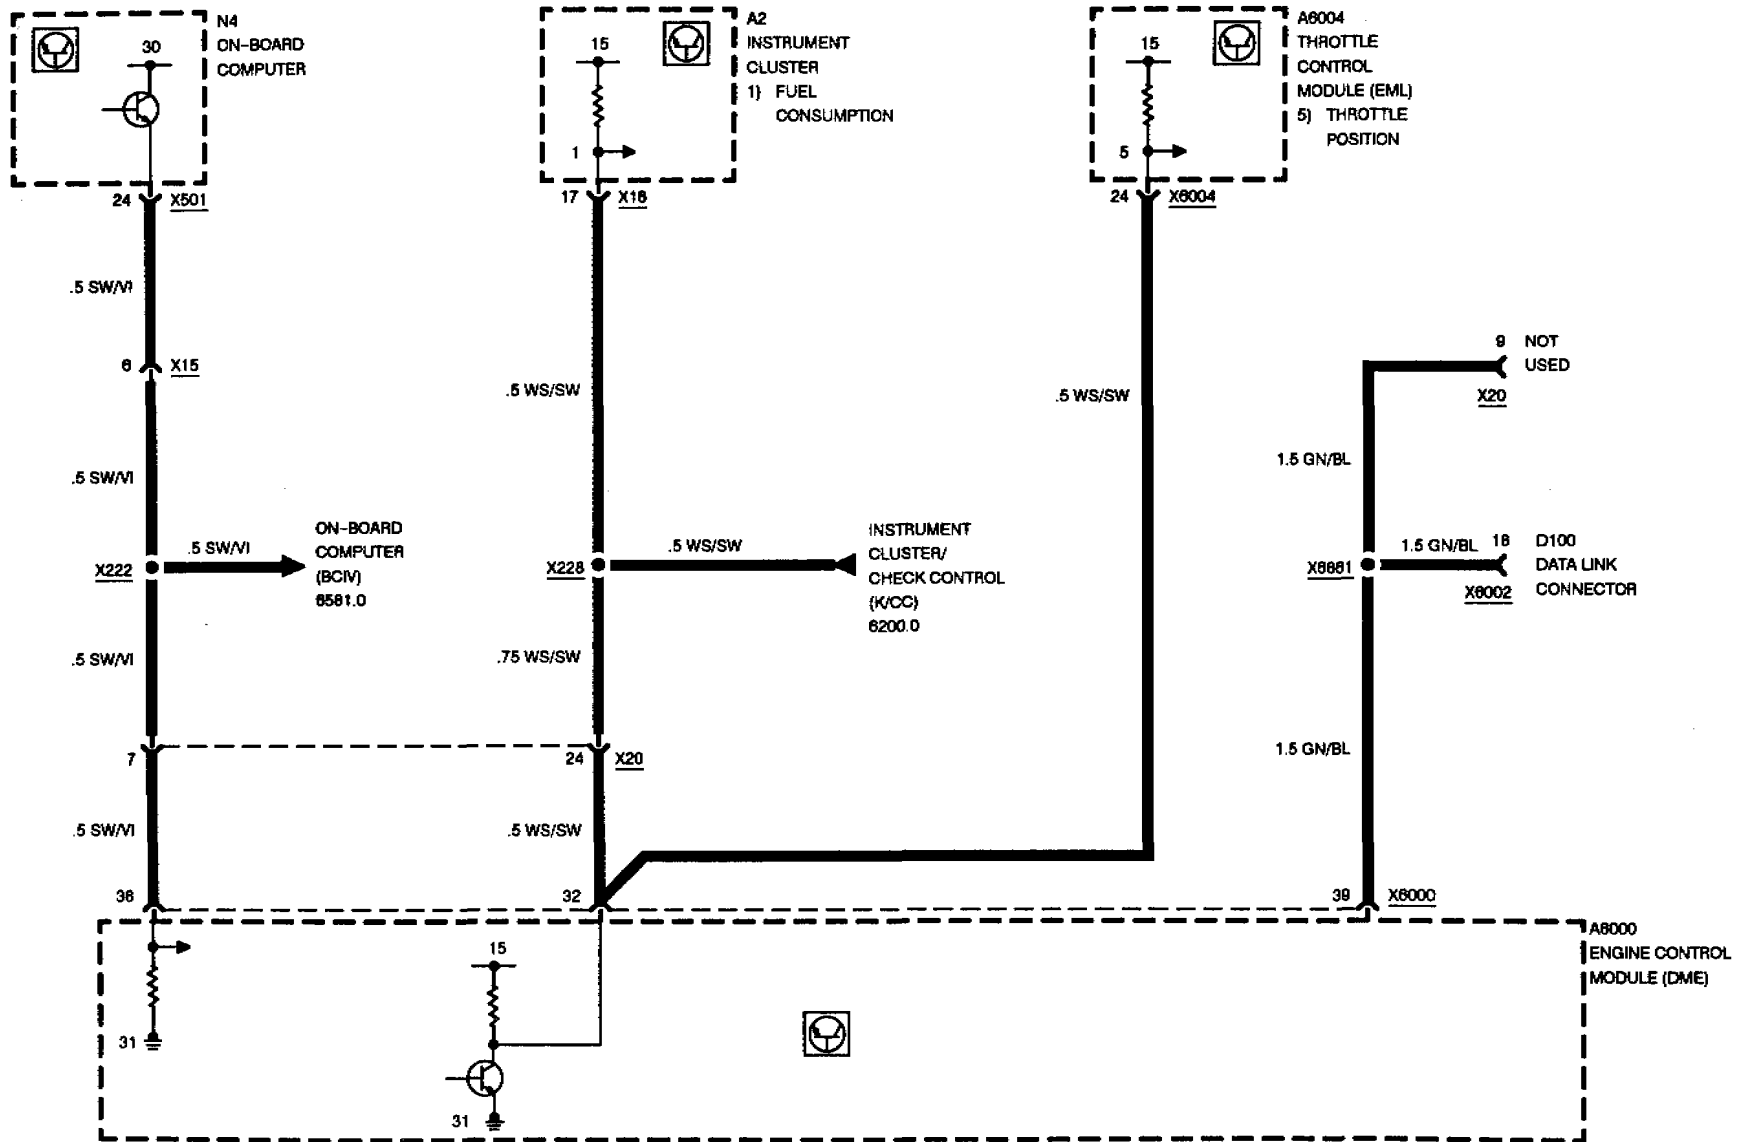 N4
ON-BOARD
COMPUTER
30
24 X501
A2
INSTRUMENT
CLUSTER
1) FUEL
CONSUMPTION
15
1
17 X16
A6004
THROTTLE
CONTROL
MODULE (EML)
5) THROTTLE
POSITION
15
5
24 X6004
.5 SW/VI
6 X15
.5 WS/SW
.5 WS/SW
9 NOT
USED
X20
1.5 GN/BL
.5 SW/VI
X222
.5 SW/VI
ON-BOARD
COMPUTER
(BCIV)
6581.0
X228
.5 WS/SW
INSTRUMENT
CLUSTER/
CHECK CONTROL
(K/CC)
6200.0
X6661
1.5 GN/BL
16 D100
DATA LINK
CONNECTOR
X6002
.5 SW/VI
.75 WS/SW
7
24 X20
1.5 GN/BL
.5 SW/VI
.5 WS/SW
36
32
39 X6000
A6000
ENGINE CONTROL
MODULE (DME)
31
15
31